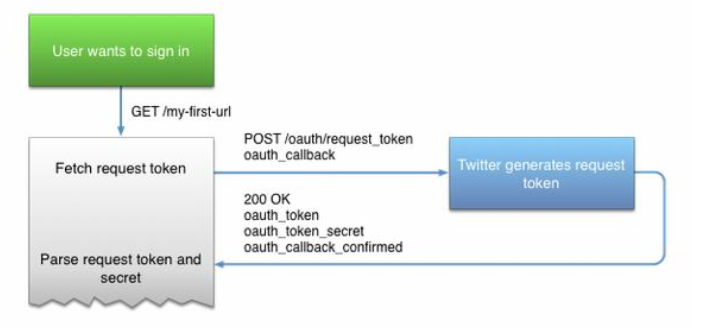 User wants to sign in
GET /my-first-url
Fetch request token
POST /oauth/request_token
oauth_callback
Twitter generates request
token
200 OK
oauth_token
oauth_token_secret
oauth_callback_confirmed
Parse request token and
secret